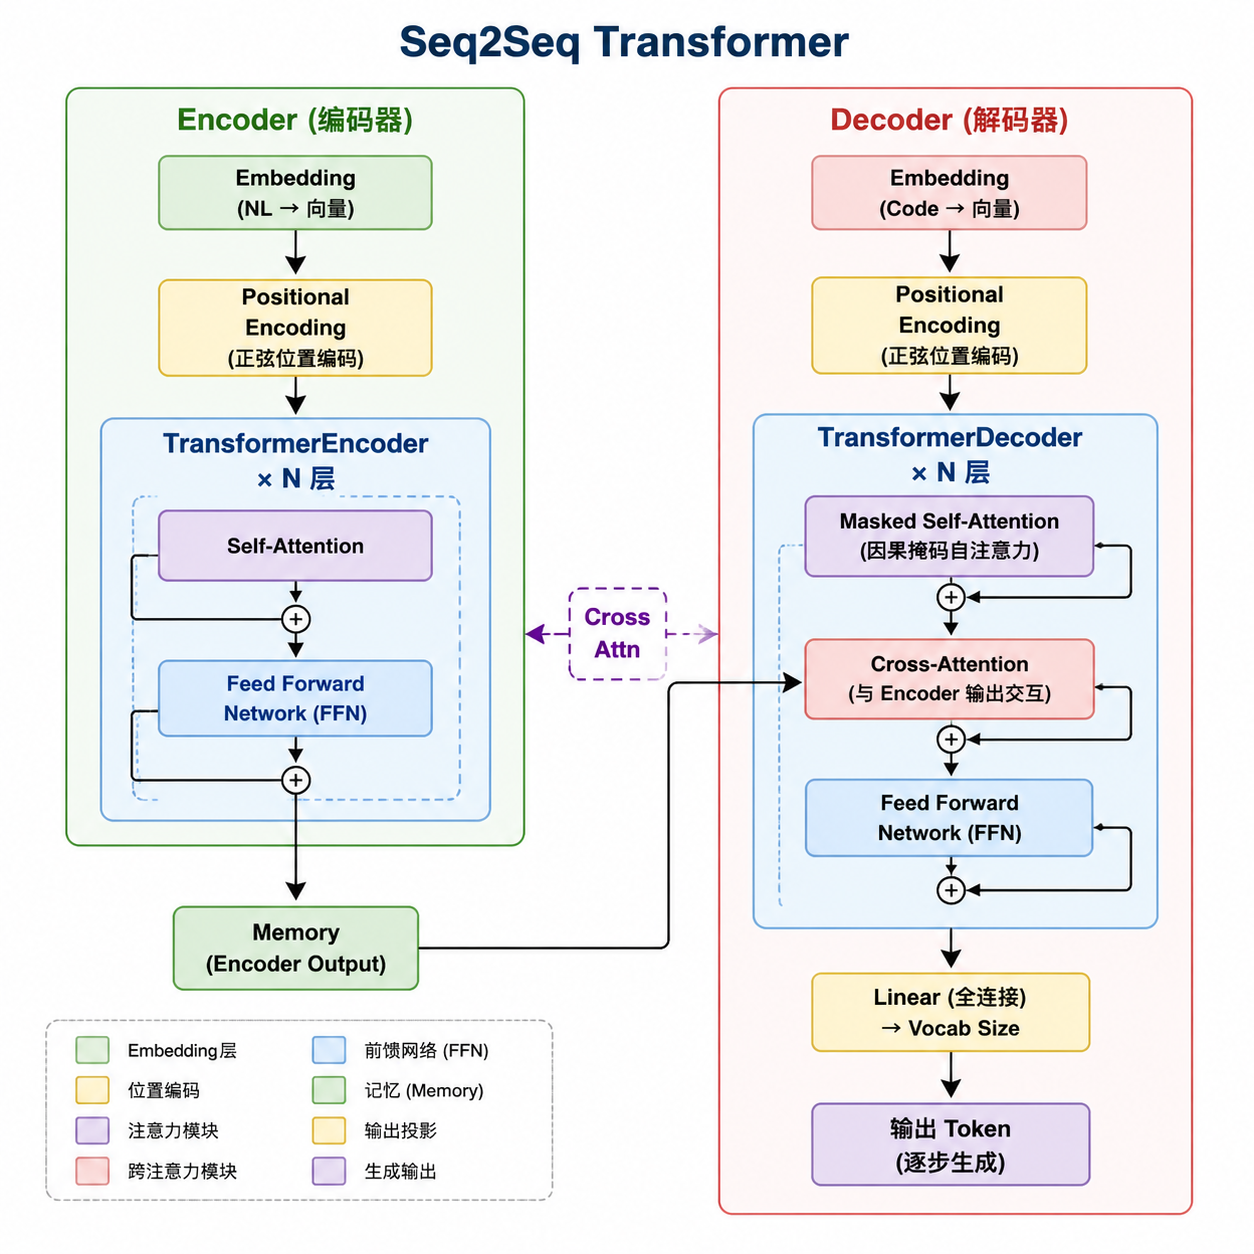 Seq2Seq Transformer
Encoder (编码器)
Embedding
(NL → 向量)
Positional
Encoding
(正弦位置编码)
TransformerEncoder
× N 层
Self-Attention
+
Feed Forward
Network (FFN)
+
Memory
(Encoder Output)
Cross
Attn
Decoder (解码器)
Embedding
(Code → 向量)
Positional
Encoding
(正弦位置编码)
TransformerDecoder
× N 层
Masked Self-Attention
(因果掩码自注意力)
+
Cross-Attention
(与 Encoder 输出交互)
+
Feed Forward
Network (FFN)
+
Linear (全连接)
→ Vocab Size
输出 Token
(逐步生成)
Embedding层
位置编码
注意力模块
跨注意力模块
前馈网络 (FFN)
记忆 (Memory)
输出投影
生成输出